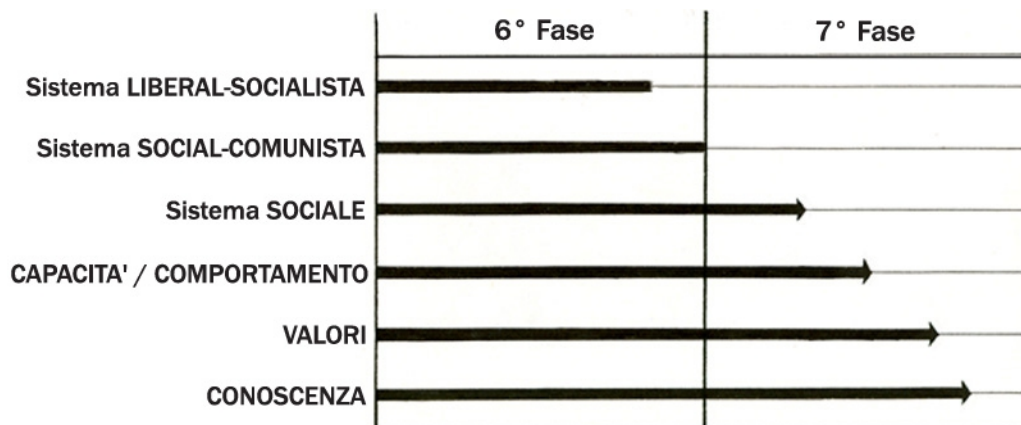 6° Fase
7° Fase
Sistema LIBERAL-SOCIALISTA
Sistema SOCIAL-COMUNISTA
Sistema SOCIALE
CAPACITA' / COMPORTAMENTO
VALORI
CONOSCENZA